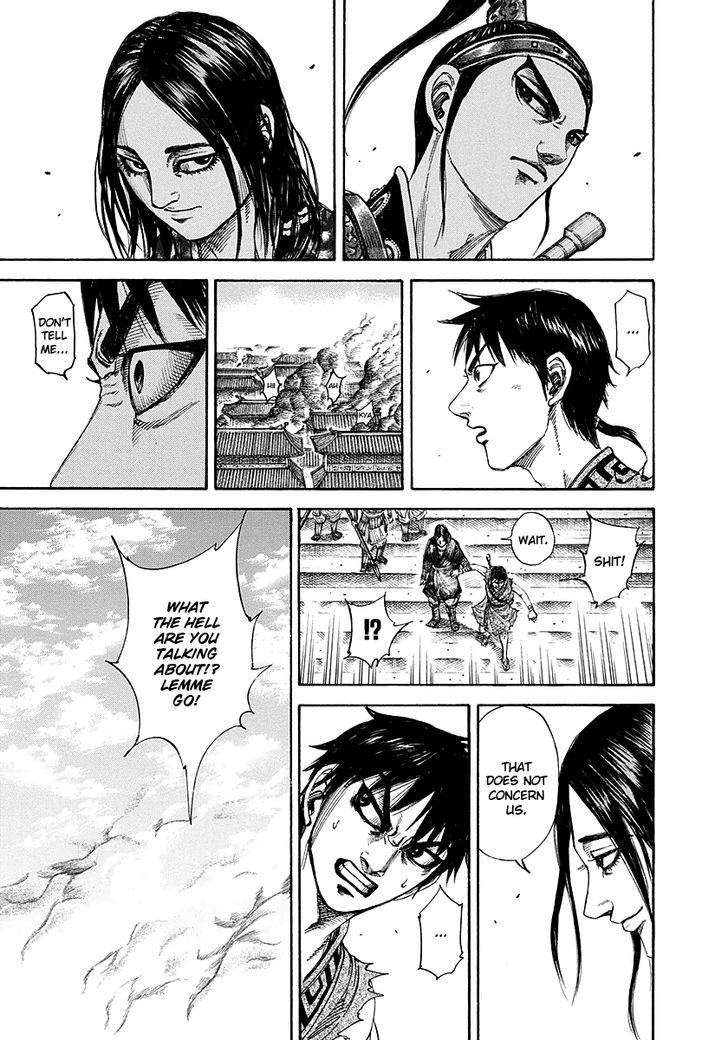 ...
HII
AH
KYA
DON'T
TELL
ME...
SHIT!
WAIT.
!?
THAT
DOES NOT
CONCERN
US.
...
WHAT
THE HELL
ARE YOU
TALKING
ABOUT!?
LEMME
GO!